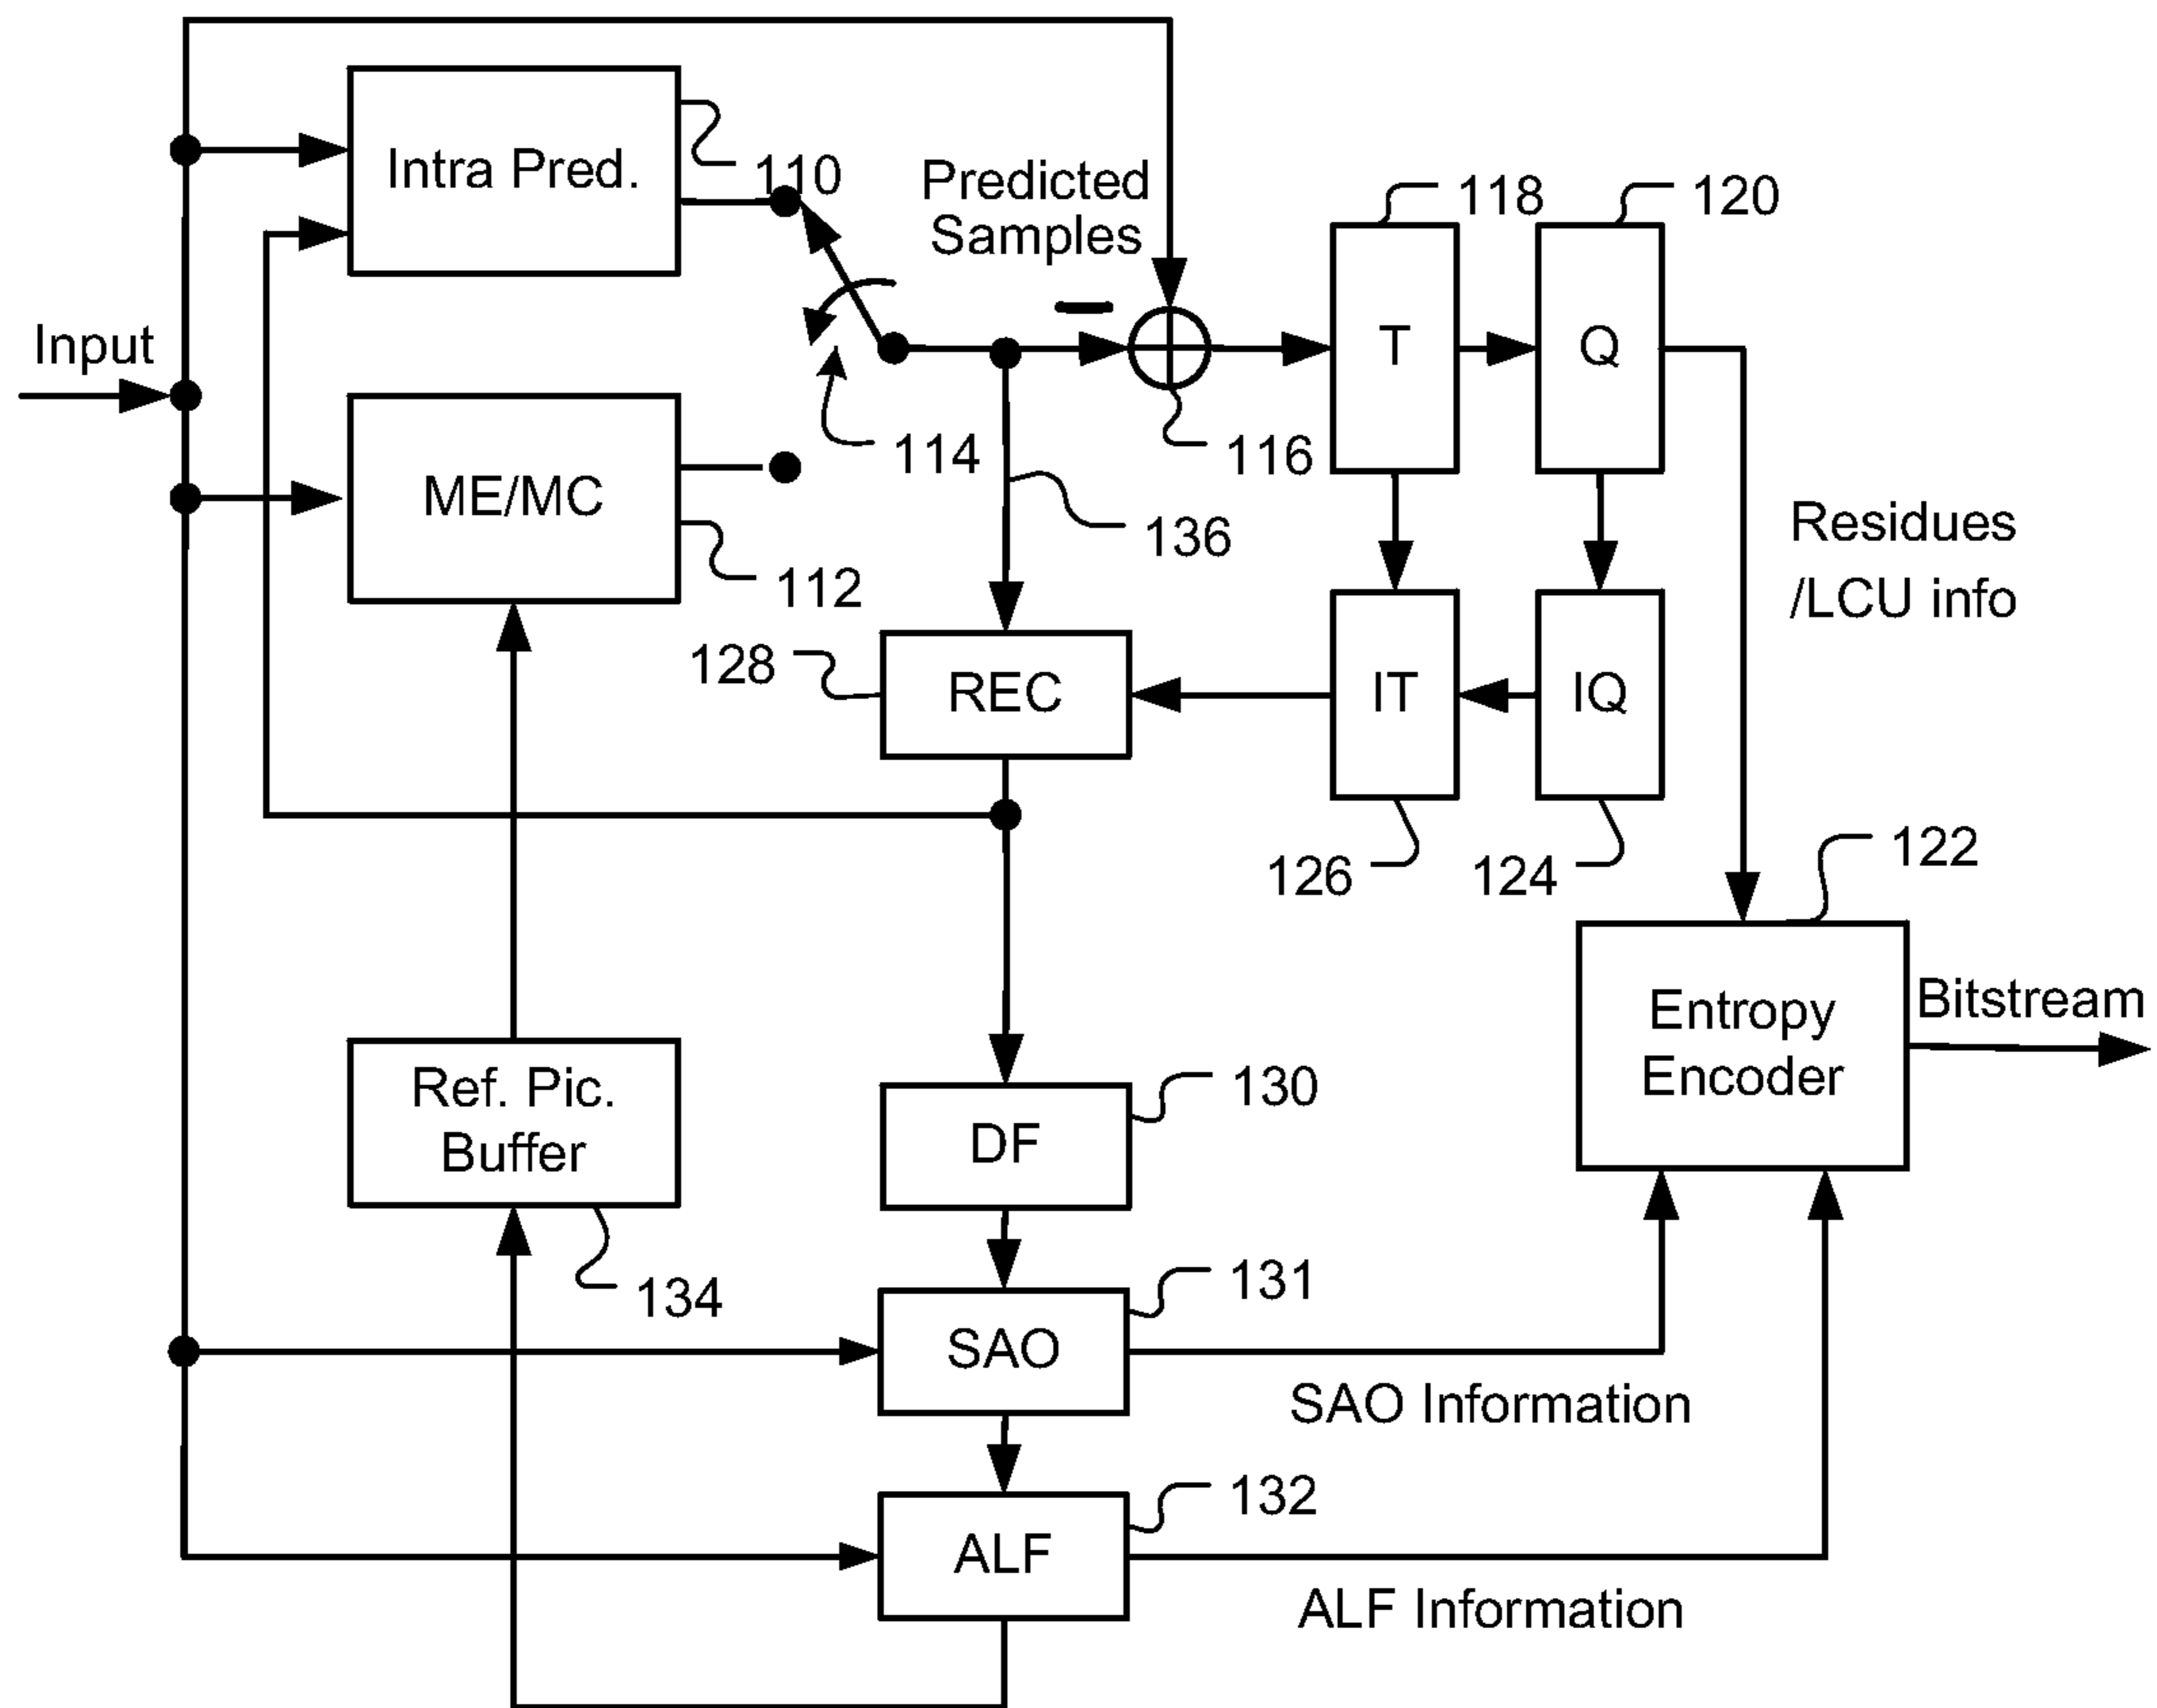 Intra Pred.
110
Predicted
Samples
118
120
Input
T
Q
114
116
ME/MC
136
Residues
/LCU info
112
128
REC
IT
IQ
126
124
122
Entropy
Encoder
Bitstream
Ref. Pic.
Buffer
130
DF
134
131
SAO
SAO Information
132
ALF
ALF Information